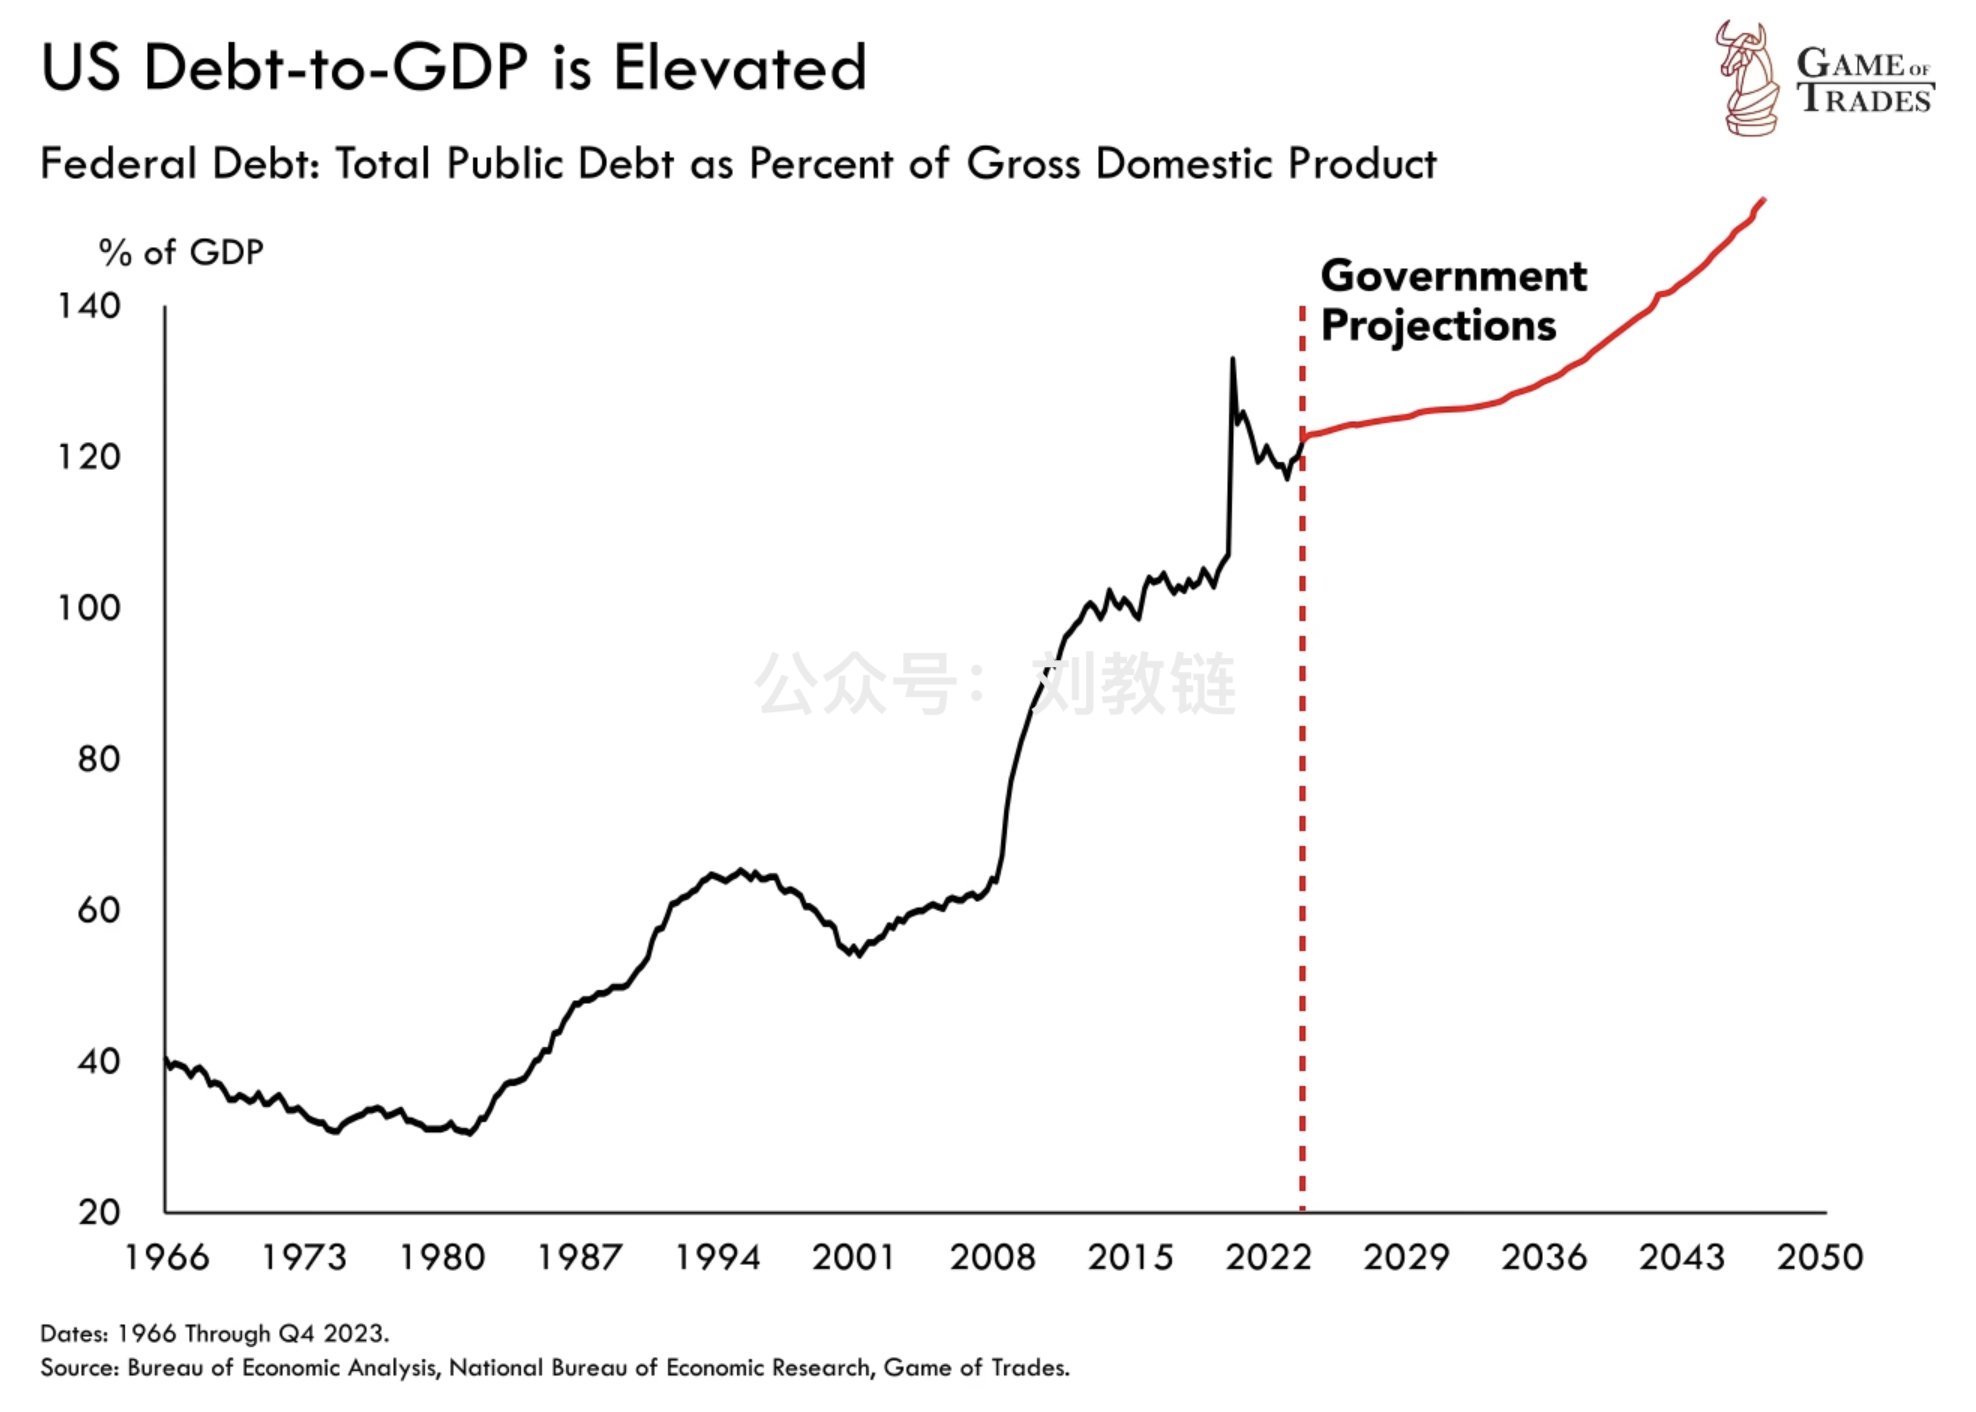 US Debt-to-GDP is Elevated
GAME OF
TRADES
Federal Debt: Total Public Debt as Percent of Gross Domestic Product
% of GDP
Government
Projections
140
120
100
80
60
40
20
公众号：刘教链
1966 1973 1980 1987 1994 2001 2008 2015 2022 2029 2036 2043 2050
Dates: 1966 Through Q4 2023.
Source: Bureau of Economic Analysis, National Bureau of Economic Research, Game of Trades.